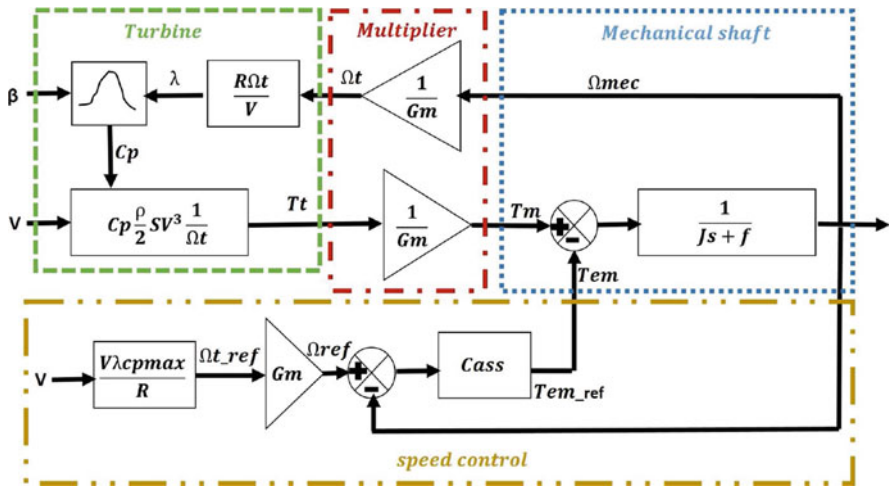 Turbine
Multiplier
Mechanical shaft
β
λ
RΩt
V
Ωt
1
Gm
Ωmec
Cp
V
Cp ρ/2 SV³ 1/Ωt
Tt
1
Gm
Tm
+
-
1
Js + f
Tem
V
Vλcpmax
R
Ωt_ref
Gm
Ωref
+
-
Cass
Tem_ref
speed control